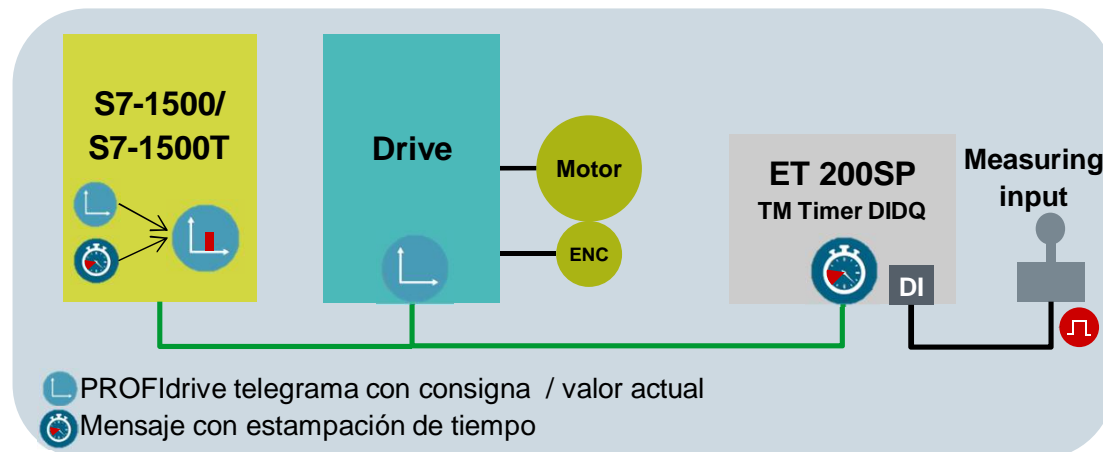 S7-1500/
S7-1500T
Drive
Motor
ENC
ET 200SP
TM Timer DIDQ
DI
Measuring
input
PROFIdrive telegrama con consigna / valor actual
Mensaje con estampación de tiempo